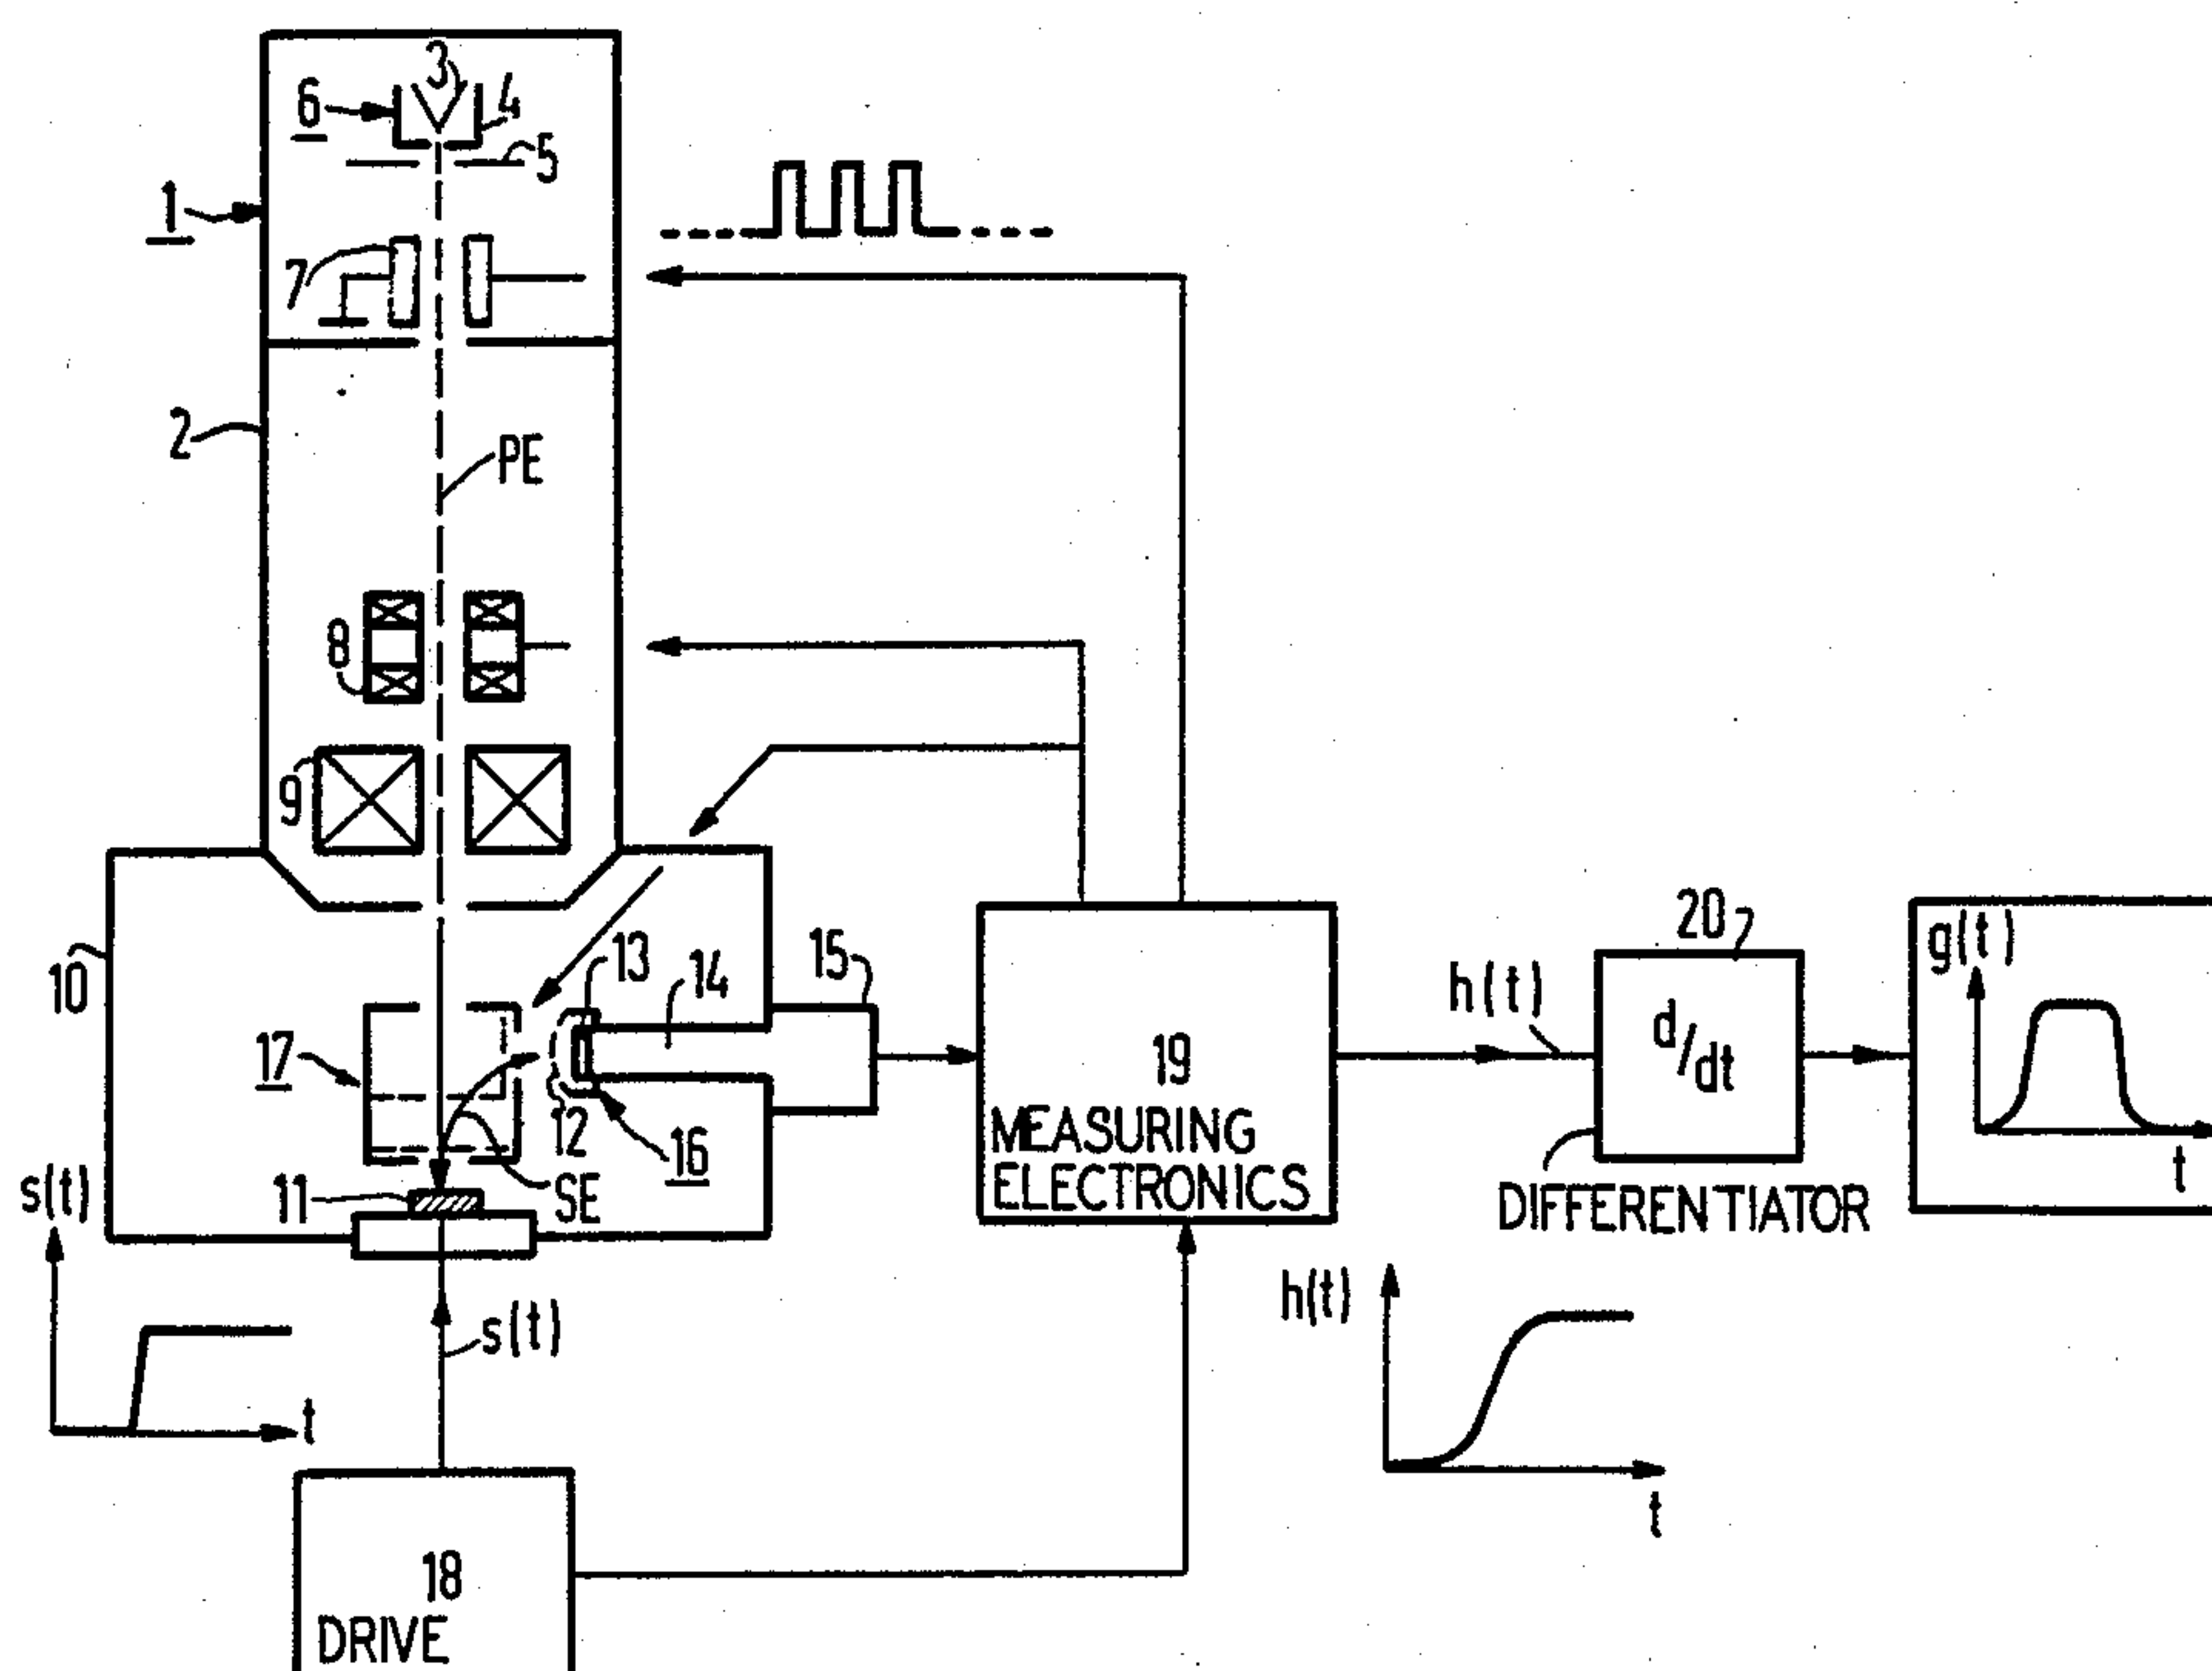 3
6
4
5
1
7
2
PE
8
9
10
13
14
15
17
12
16
11
SE
s(t)
s(t)
t
18
DRIVE
19
MEASURING
ELECTRONICS
h(t)
20
d/dt
DIFFERENTIATOR
g(t)
t
h(t)
t